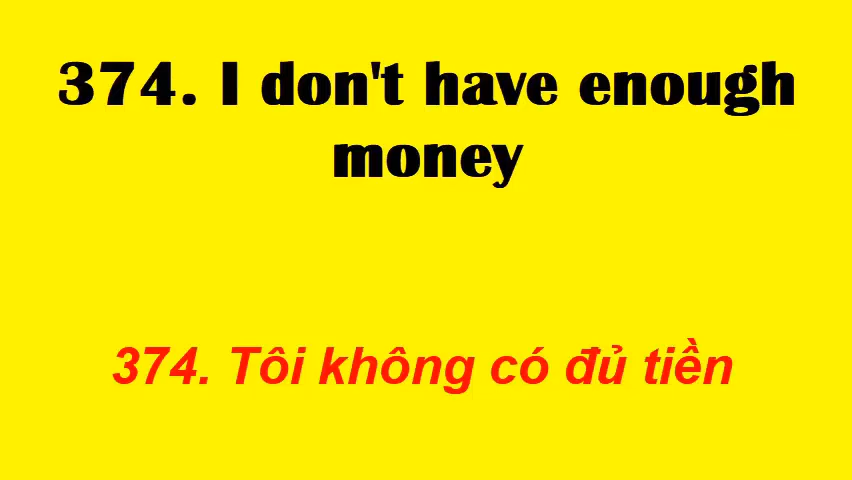 374. I don't have enough
money
374. Tôi không có đủ tiền